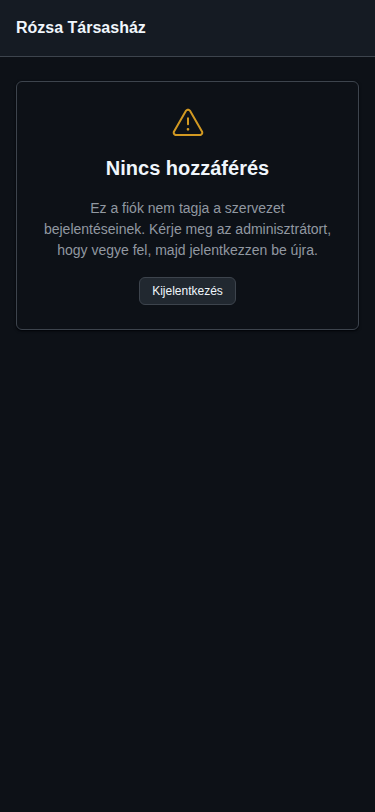 Rózsa Társasház
Nincs hozzáférés
Ez a fiók nem tagja a szervezet
bejelentéseinek. Kérje meg az adminisztrátort,
hogy vegye fel, majd jelentkezzen be újra.
Kijelentkezés